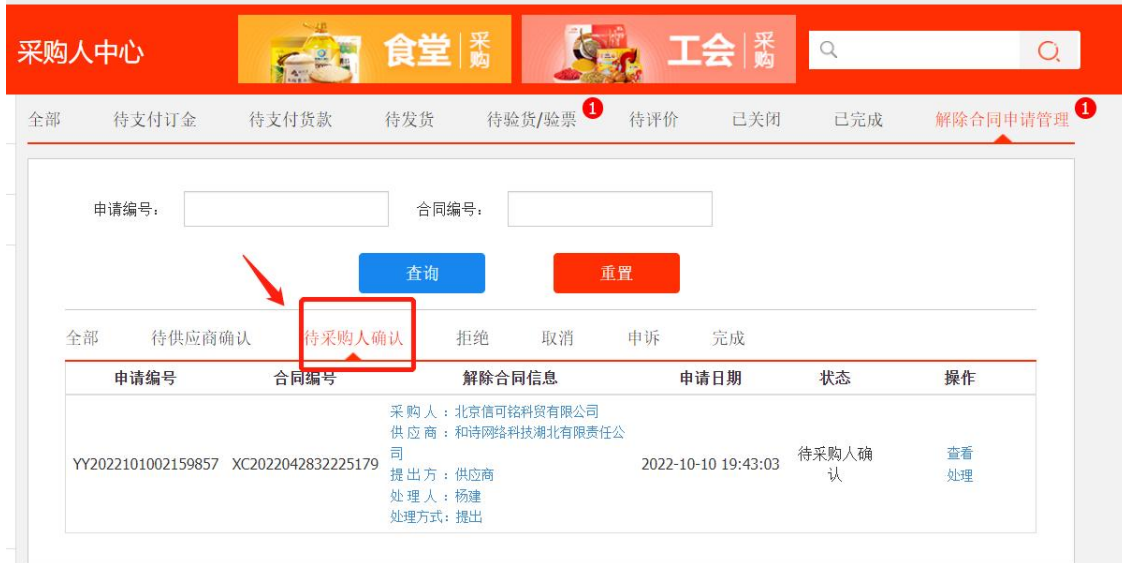 采购人中心 食堂 采购 工会 采购
全部 待支付订金 待支付货款 待发货 待验货/验票 1 待评价 已关闭 已完成 解除合同申请管理 1
申请编号: 合同编号:
查询 重置
全部 待供应商确认 待采购人确认 拒绝 取消 申诉 完成
申请编号 合同编号 解除合同信息 申请日期 状态 操作
YY2022101002159857 XC2022042832225179
采 购 人 : 北京信可铭科贸有限公司
供 应 商 : 和诗网络科技湖北有限责任公
司
提 出 方 : 供应商
处 理 人 : 杨建
处理方式: 提出
2022-10-10 19:43:03
待采购人确
认
查看
处理